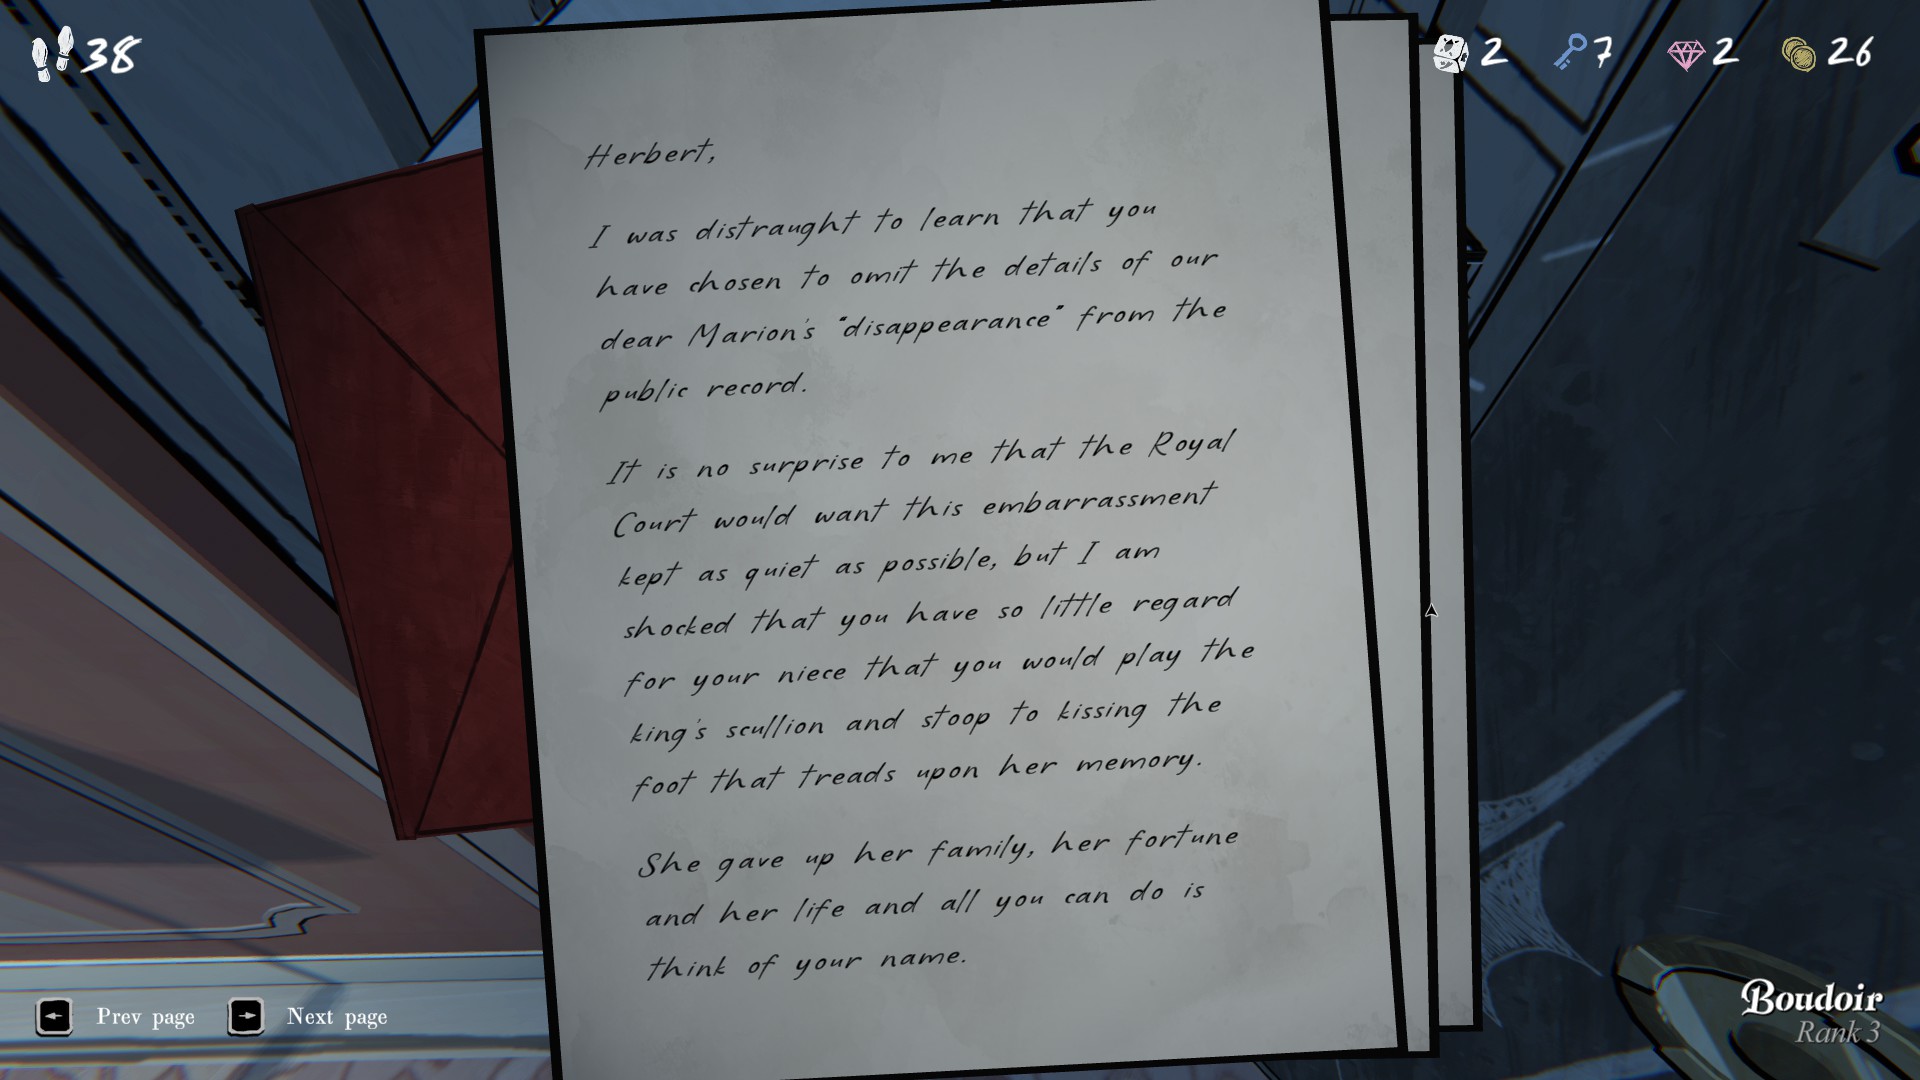 38
2
7
2
26
Herbert,
I was distraught to learn that you
have chosen to omit the details of our
dear Marion's "disappearance" from the
public record.
It is no surprise to me that the Royal
Court would want this embarrassment
kept as quiet as possible, but I am
shocked that you have so little regard
for your niece that you would play the
king's scullion and stoop to kissing the
foot that treads upon her memory.
She gave up her family, her fortune
and her life and all you can do is
think of your name.
Prev page
Next page
Boudoir
Rank 3